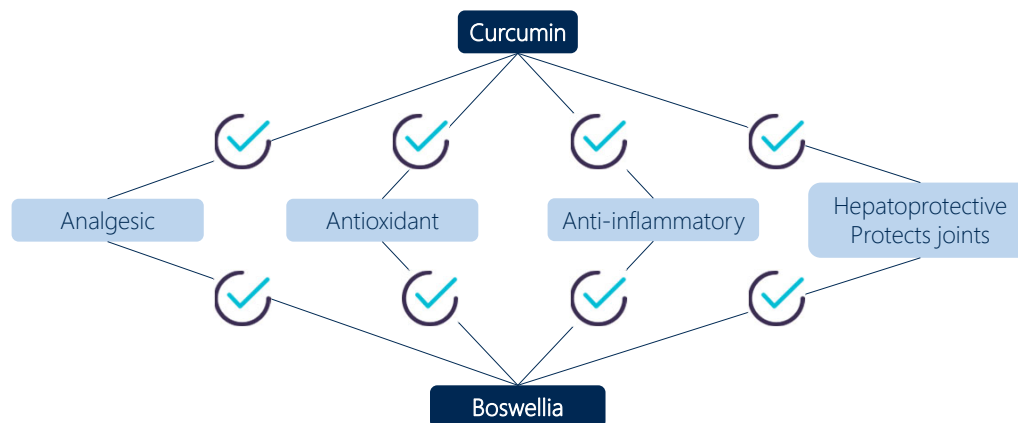 Curcumin
Analgesic
Antioxidant
Anti-inflammatory
Hepatoprotective
Protects joints
Boswellia